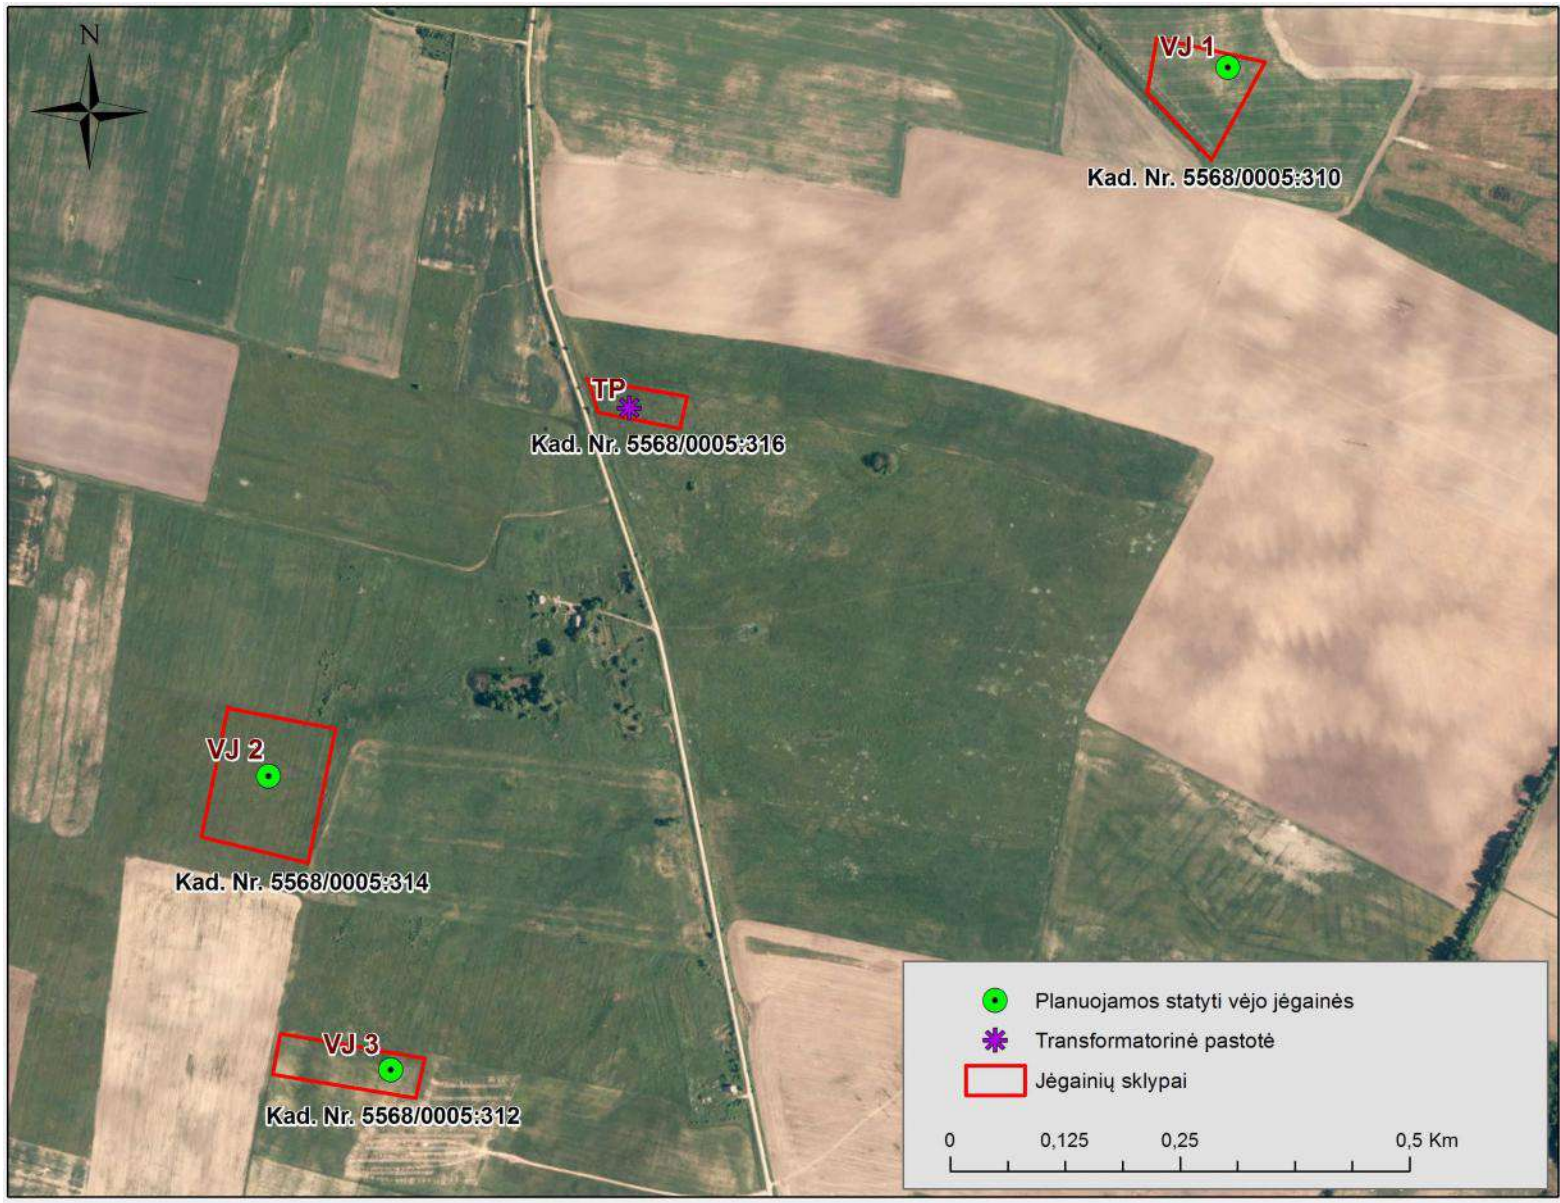 N
VJ 1
Kad. Nr. 5568/0005:310
TP
Kad. Nr. 5568/0005:316
VJ 2
Kad. Nr. 5568/0005:314
VJ 3
Kad. Nr. 5568/0005:312
Planuojamos statyti vėjo jėgainės
Transformatorinė pastotė
Jėgainių sklypai
0 0,125 0,25 0,5 Km